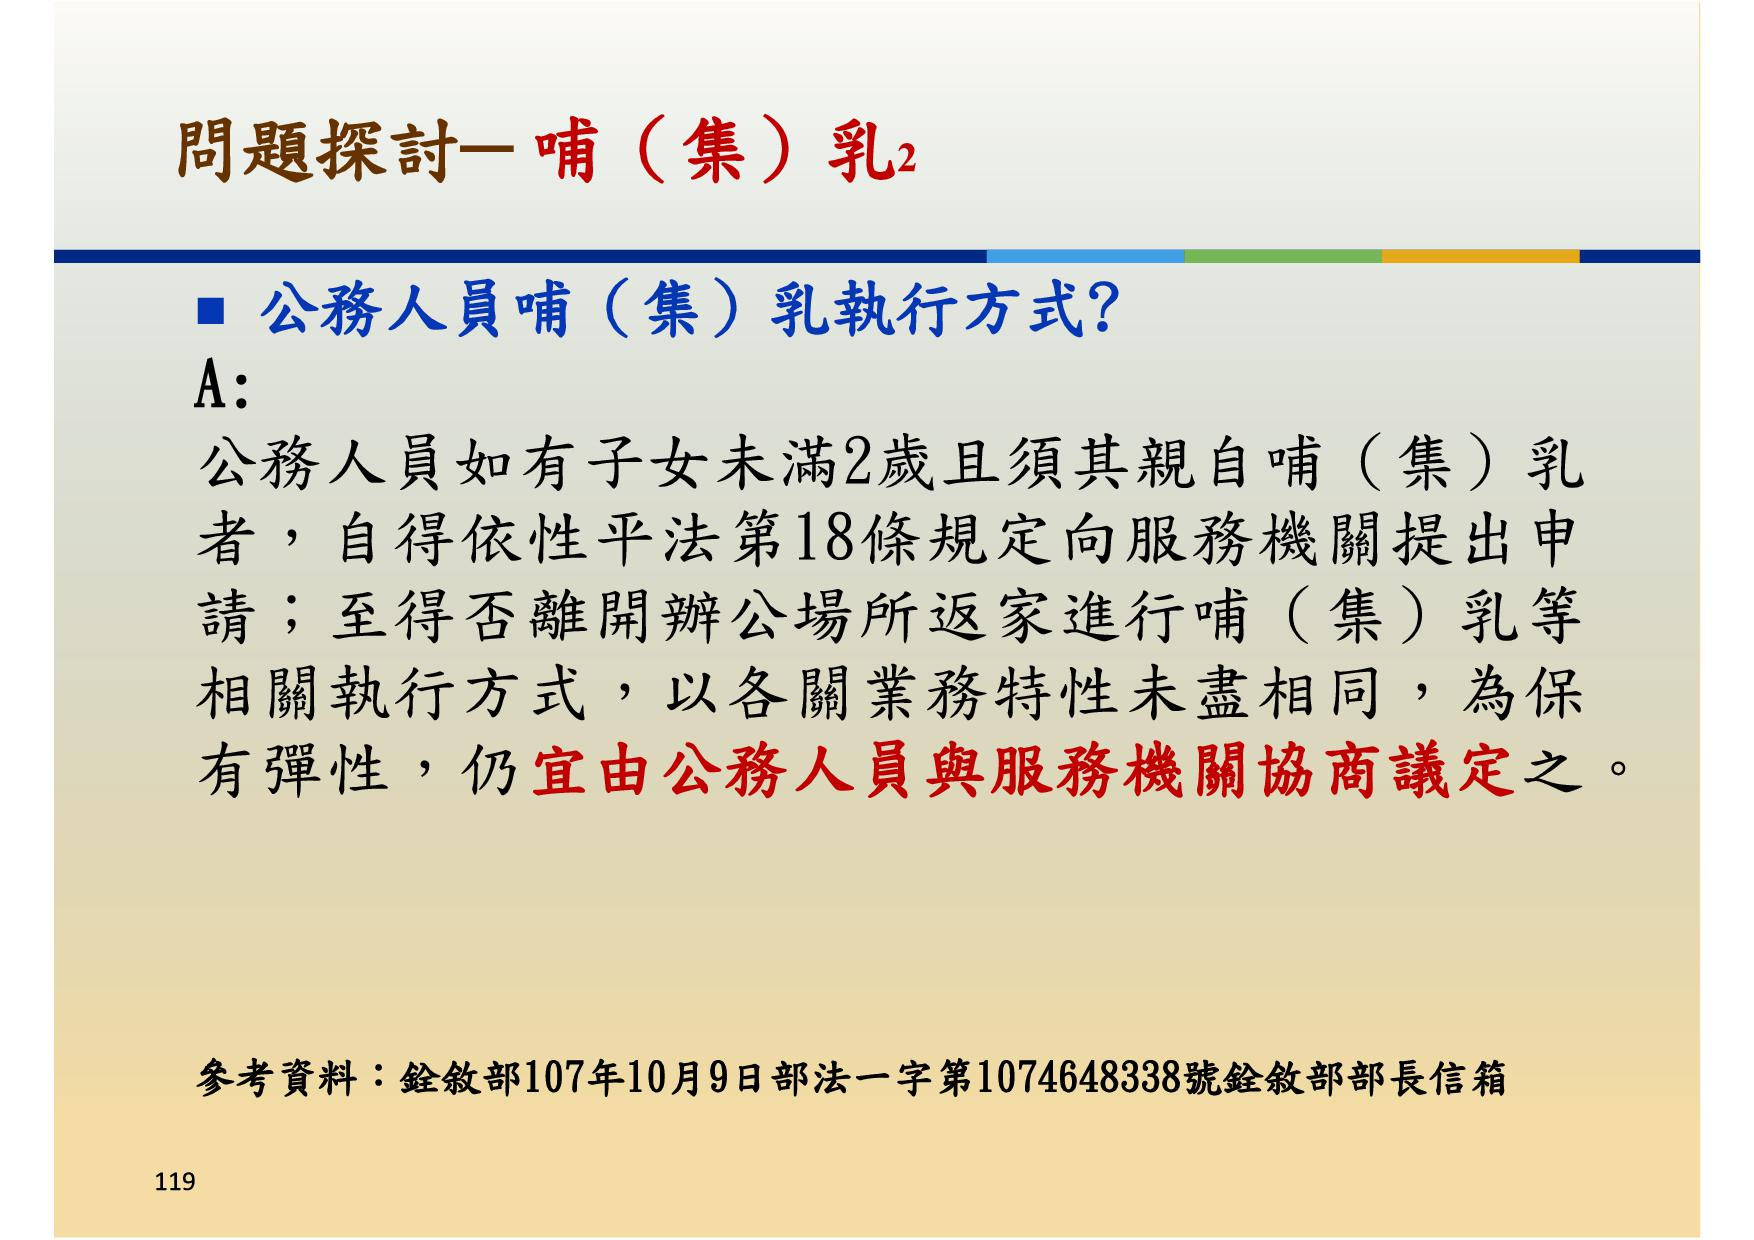 問題探討─ 哺（集）乳2
■ 公務人員哺（集）乳執行方式?
A:
公務人員如有子女未滿2歲且須其親自哺（集）乳
者，自得依性平法第18條規定向服務機關提出申
請；至得否離開辦公場所返家進行哺（集）乳等
相關執行方式，以各關業務特性未盡相同，為保
有彈性，仍宜由公務人員與服務機關協商議定之。
參考資料：銓敘部107年10月9日部法一字第1074648338號銓敘部部長信箱
119